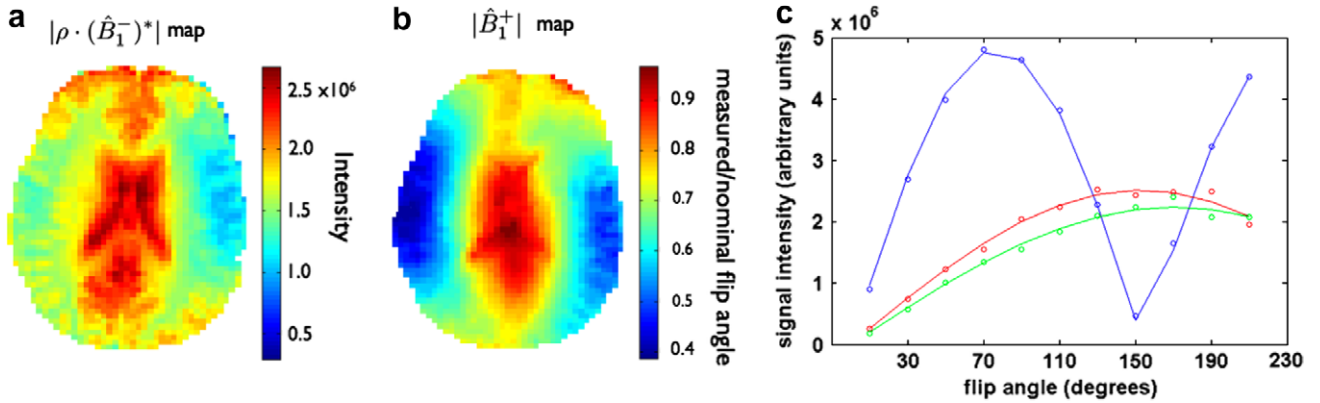 a
|ρ · (B̂₁⁻)*| map
2.5 ×10⁶
2.0
1.5
1.0
0.5
Intensity
b
|B̂₁⁺| map
0.9
0.8
0.7
0.6
0.5
0.4
measured/nominal flip angle
c
x 10⁶
5
4
3
2
1
0
signal intensity (arbitrary units)
30 70 110 150 190 230
flip angle (degrees)